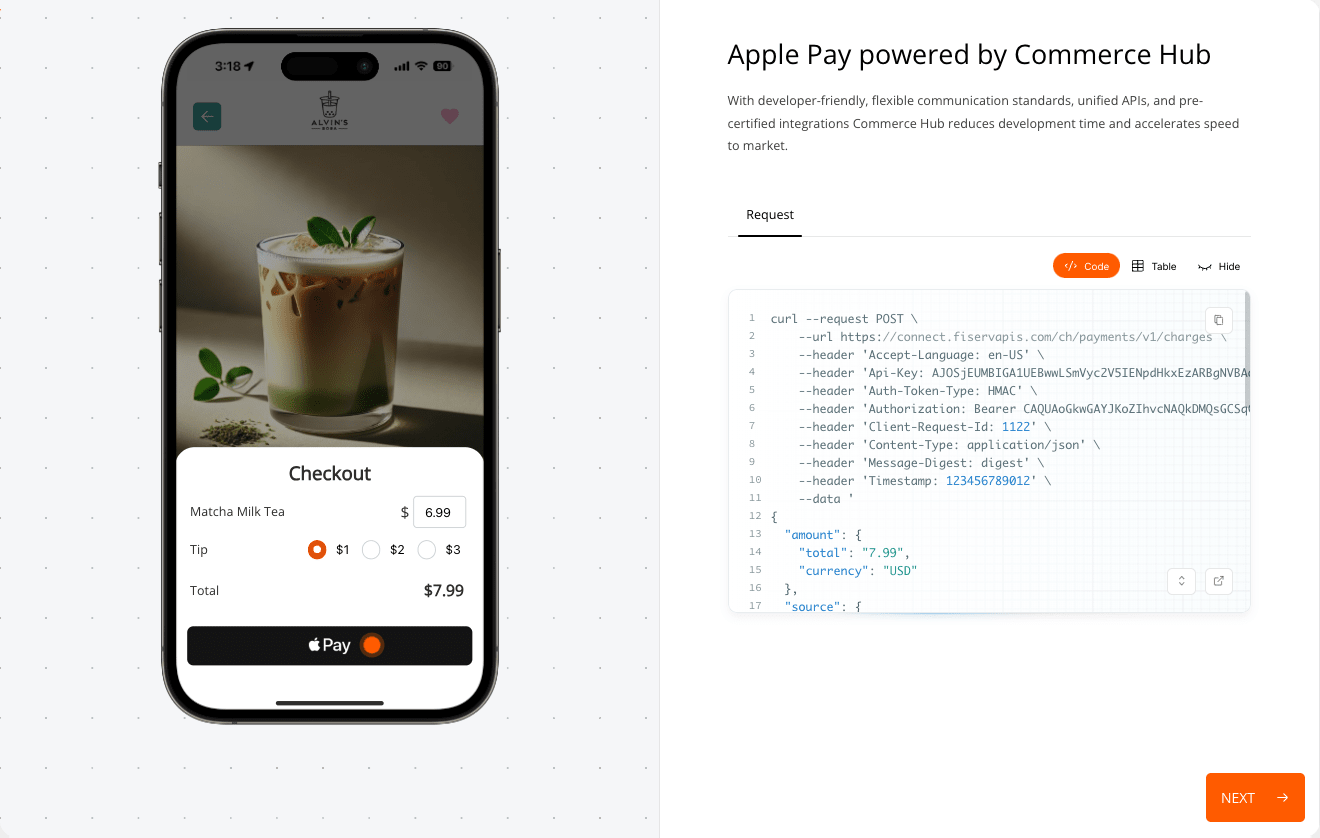 3:18
90
ALVIN'S
BOBA
Checkout
Matcha Milk Tea
$ 6.99
Tip
$1
$2
$3
Total
$7.99
Pay
Apple Pay powered by Commerce Hub
With developer-friendly, flexible communication standards, unified APIs, and pre-
certified integrations Commerce Hub reduces development time and accelerates speed
to market.
Request
</> Code
Table
Hide
1 curl --request POST \
2 --url https://connect.fiservapis.com/ch/payments/v1/charges \
3 --header 'Accept-Language: en-US' \
4 --header 'Api-Key: AJOSjEUMBIGA1UEBwwLSmVyc2V5IENpdHkxEzARBgNVBAo
5 --header 'Auth-Token-Type: HMAC' \
6 --header 'Authorization: Bearer CAQUAoGkwGAYJKoZIhvcNAQkDMQsGCSqG
7 --header 'Client-Request-Id: 1122' \
8 --header 'Content-Type: application/json' \
9 --header 'Message-Digest: digest' \
10 --header 'Timestamp: 123456789012' \
11 --data '
12 {
13 "amount": {
14 "total": "7.99",
15 "currency": "USD"
16 },
17 "source": {
NEXT